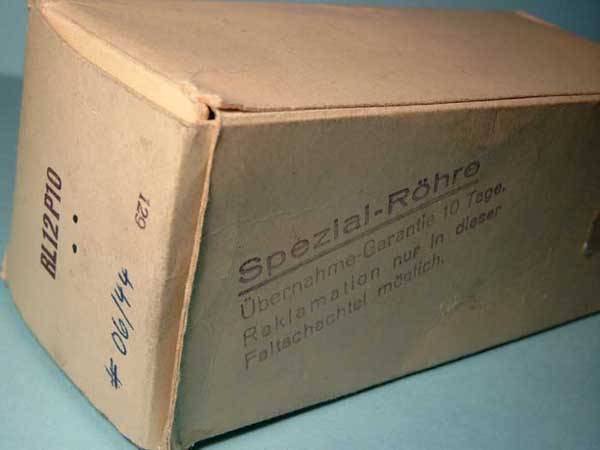 RL12P10
129
# 06/44
Spezial-Röhre
Übernahme-Garantie 10 Tage.
Reklamation nur in dieser
Faltschachtel möglich.